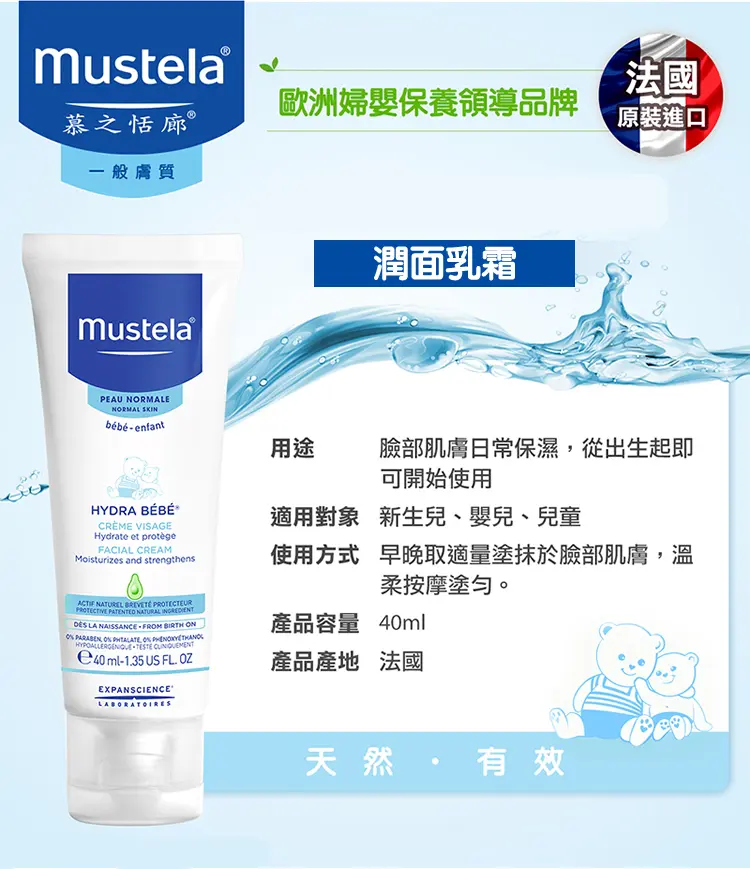 mustela®
慕之恬廊®
一般膚質
歐洲婦嬰保養領導品牌
法國
原裝進口
潤面乳霜
mustela®
PEAU NORMALE
NORMAL SKIN
bébé - enfant
HYDRA BÉBÉ®
CRÈME VISAGE
Hydrate et protège
FACIAL CREAM
Moisturizes and strengthens
ACTIF NATUREL BREVETÉ PROTECTEUR
PROTECTIVE PATENTED NATURAL INGREDIENT
DÈS LA NAISSANCE • FROM BIRTH ON
0% PARABEN, 0% PHTALATE, 0% PHENOXYÉTHANOL
HYPOALLERGÉNIQUE • TESTÉ CLINIQUEMENT
e 40 ml-1.35 US FL. OZ
EXPANSCIENCE®
LABORATOIRES
用途 臉部肌膚日常保濕，從出生起即
可開始使用
適用對象 新生兒、嬰兒、兒童
使用方式 早晚取適量塗抹於臉部肌膚，溫
柔按摩塗勻。
產品容量 40ml
產品產地 法國
天然・有效